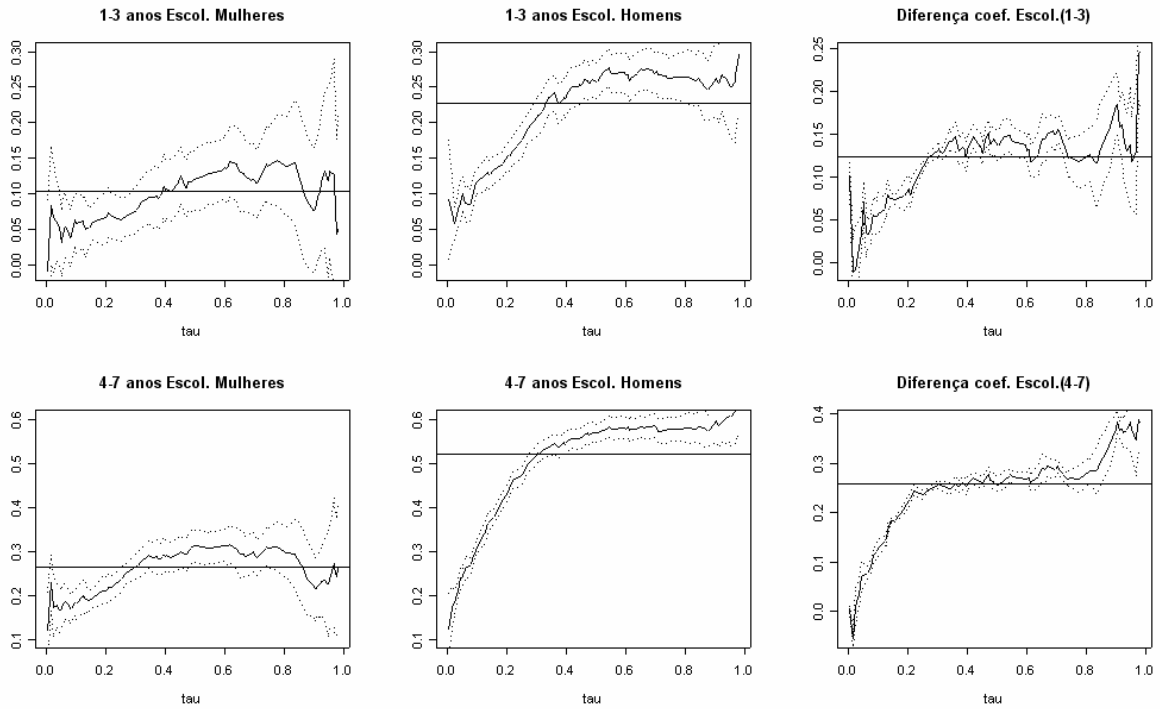 1-3 anos Escol. Mulheres
0.00 0.05 0.10 0.15 0.20 0.25 0.30
0.0 0.2 0.4 0.6 0.8 1.0
tau
1-3 anos Escol. Homens
0.00 0.05 0.10 0.15 0.20 0.25 0.30
0.0 0.2 0.4 0.6 0.8 1.0
tau
Diferença coef. Escol.(1-3)
0.00 0.05 0.10 0.15 0.20 0.25
0.0 0.2 0.4 0.6 0.8 1.0
tau
4-7 anos Escol. Mulheres
0.1 0.2 0.3 0.4 0.5 0.6
0.0 0.2 0.4 0.6 0.8 1.0
tau
4-7 anos Escol. Homens
0.1 0.2 0.3 0.4 0.5 0.6
0.0 0.2 0.4 0.6 0.8 1.0
tau
Diferença coef. Escol.(4-7)
0.0 0.1 0.2 0.3 0.4
0.0 0.2 0.4 0.6 0.8 1.0
tau